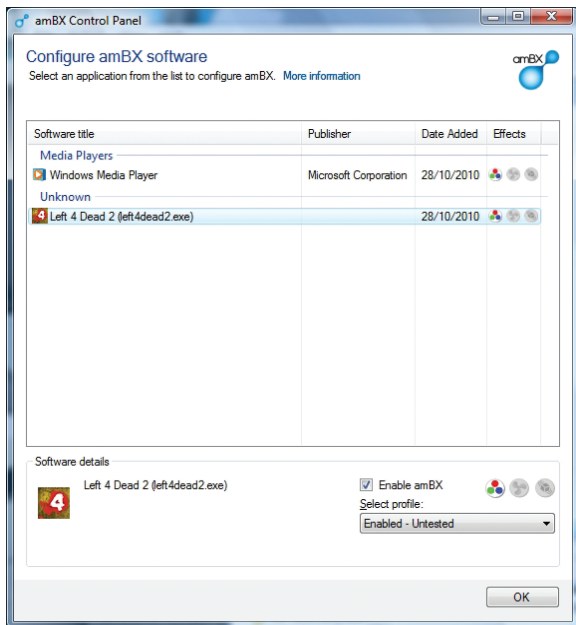 amBX Control Panel
Configure amBX software
Select an application from the list to configure amBX. More information
amBX
Software title Publisher Date Added Effects
Media Players
Windows Media Player Microsoft Corporation 28/10/2010
Unknown
4 Left 4 Dead 2 (left4dead2.exe) 28/10/2010
Software details
4 Left 4 Dead 2 (left4dead2.exe)
Enable amBX
Select profile:
Enabled - Untested
OK